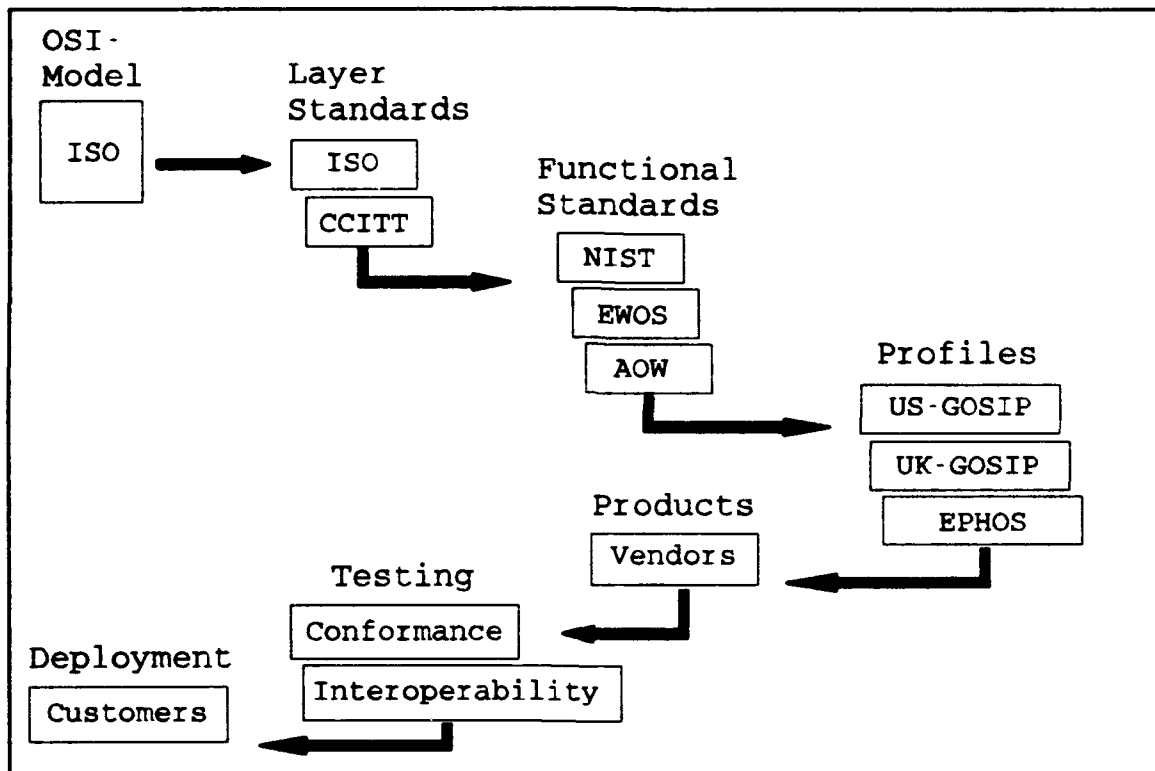 OSI-
Model
ISO
Layer
Standards
ISO
CCITT
Functional
Standards
NIST
EWOS
AOW
Profiles
US-GOSIP
UK-GOSIP
EPHOS
Products
Vendors
Testing
Conformance
Interoperability
Deployment
Customers